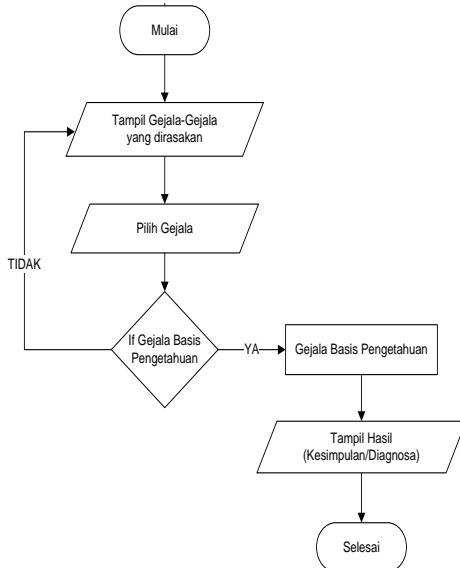 Mulai
Tampil Gejala-Gejala
yang dirasakan
Pilih Gejala
TIDAK
If Gejala Basis
Pengetahuan
YA
Gejala Basis Pengetahuan
Tampil Hasil
(Kesimpulan/Diagnosa)
Selesai